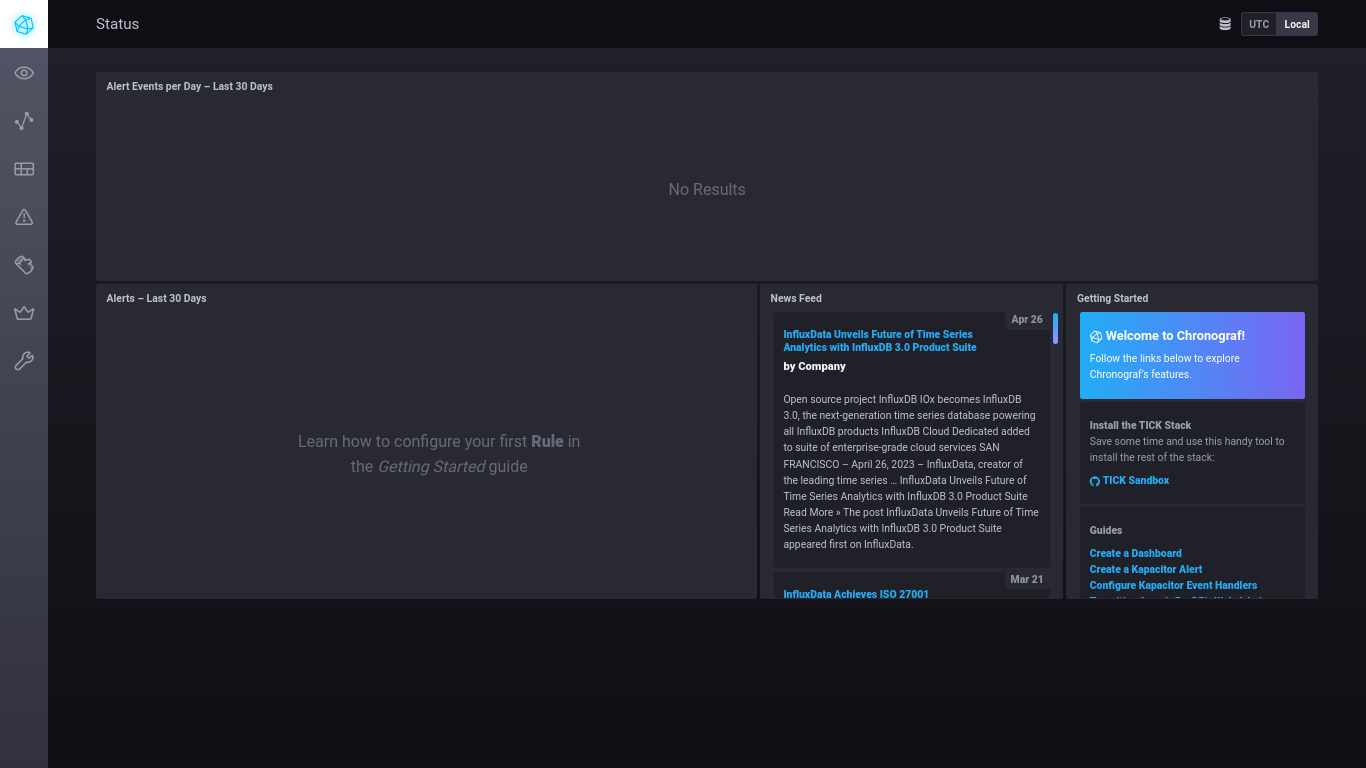 Status
UTC
Local
Alert Events per Day – Last 30 Days
No Results
Alerts – Last 30 Days
Learn how to configure your first Rule in
the Getting Started guide
News Feed
Apr 26
InfluxData Unveils Future of Time Series
Analytics with InfluxDB 3.0 Product Suite
by Company
Open source project InfluxDB IOx becomes InfluxDB
3.0, the next-generation time series database powering
all InfluxDB products InfluxDB Cloud Dedicated added
to suite of enterprise-grade cloud services SAN
FRANCISCO – April 26, 2023 – InfluxData, creator of
the leading time series … InfluxData Unveils Future of
Time Series Analytics with InfluxDB 3.0 Product Suite
Read More » The post InfluxData Unveils Future of Time
Series Analytics with InfluxDB 3.0 Product Suite
appeared first on InfluxData.
Mar 21
InfluxData Achieves ISO 27001
Getting Started
Welcome to Chronograf!
Follow the links below to explore
Chronograf's features.
Install the TICK Stack
Save some time and use this handy tool to
install the rest of the stack:
TICK Sandbox
Guides
Create a Dashboard
Create a Kapacitor Alert
Configure Kapacitor Event Handlers